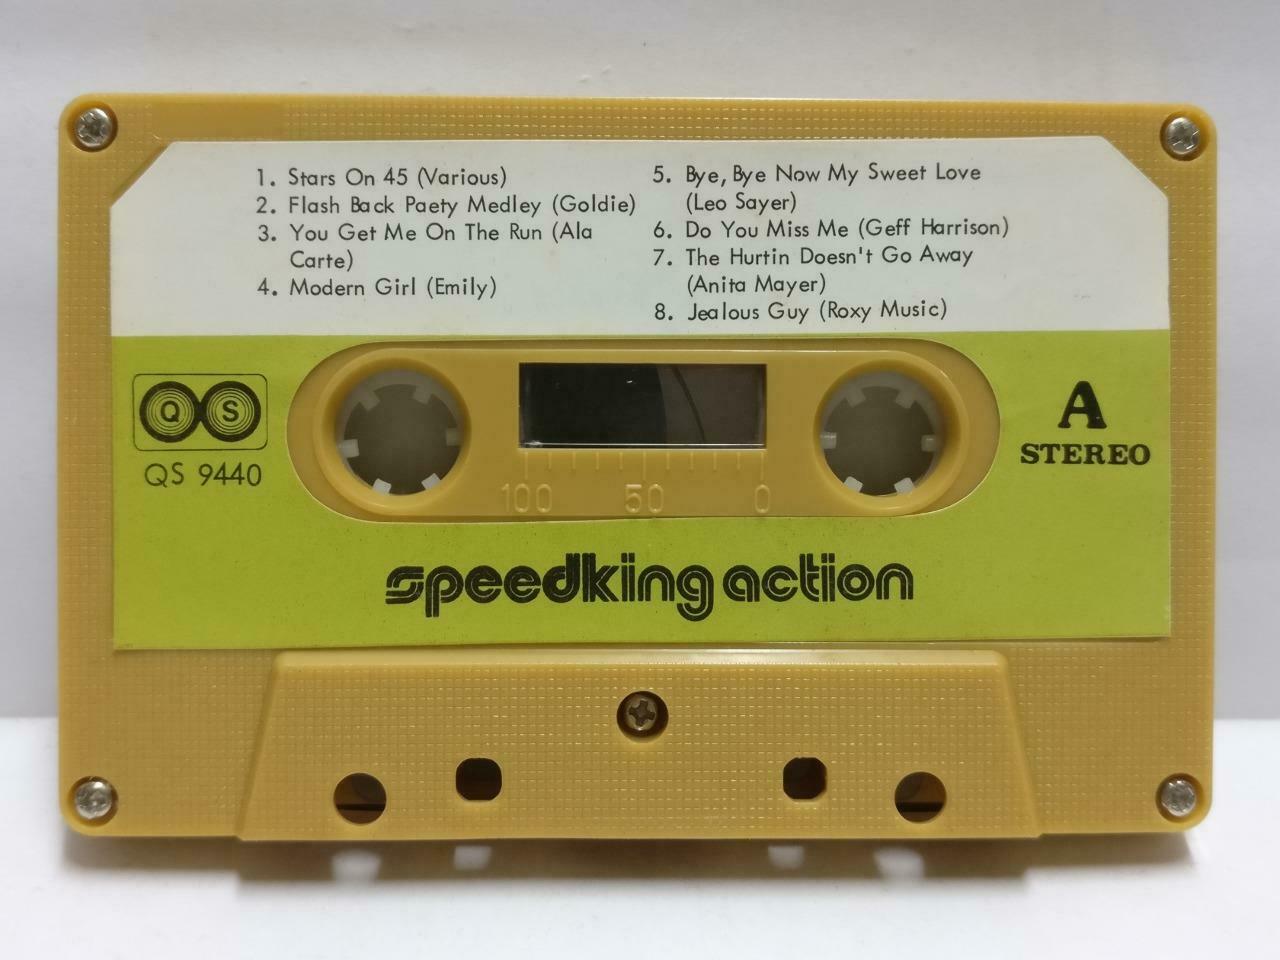 1. Stars On 45 (Various)
2. Flash Back Paety Medley (Goldie)
3. You Get Me On The Run (Ala
Carte)
4. Modern Girl (Emily)
5. Bye, Bye Now My Sweet Love
(Leo Sayer)
6. Do You Miss Me (Geff Harrison)
7. The Hurtin Doesn't Go Away
(Anita Mayer)
8. Jealous Guy (Roxy Music)
Q S
QS 9440
100 50 0
A
STEREO
speedking action